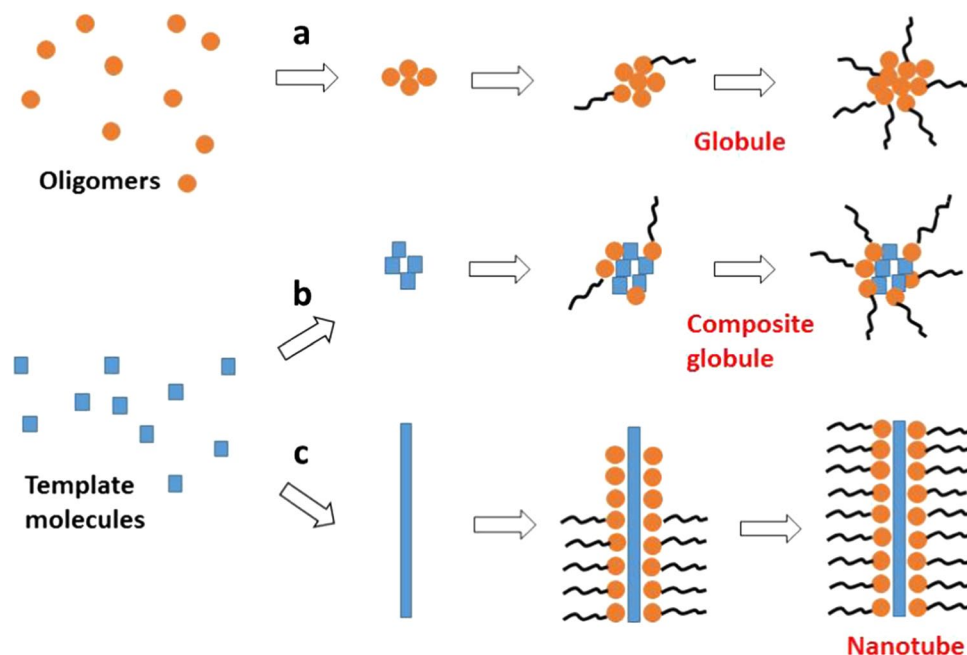 a
Oligomers
Globule
b
Composite
globule
Template
molecules
c
Nanotube